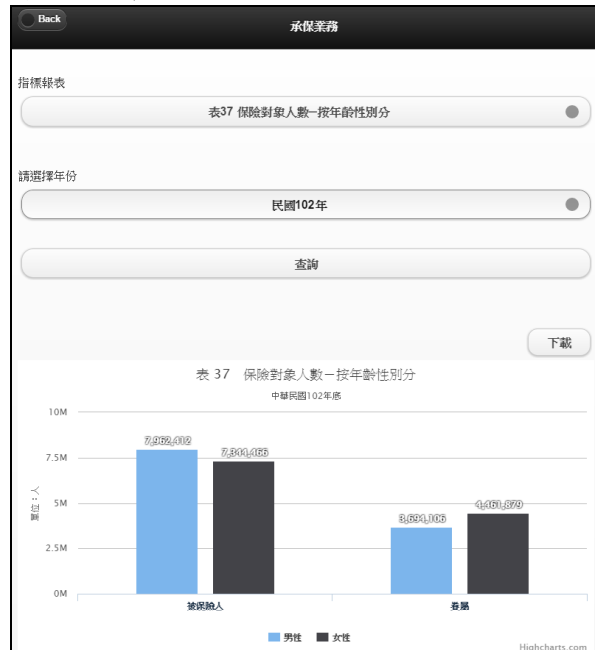 Back
承保業務
指標報表
表37 保險對象人數—按年齡性別分
請選擇年份
民國102年
查詢
下載
表 37　保險對象人數－按年齡性別分
中華民國102年底
10M
7.5M
5M
2.5M
0M
單位：人
7,962,412
7,344,466
3,694,106
4,461,879
被保險人
眷屬
男性
女性
Highcharts.com